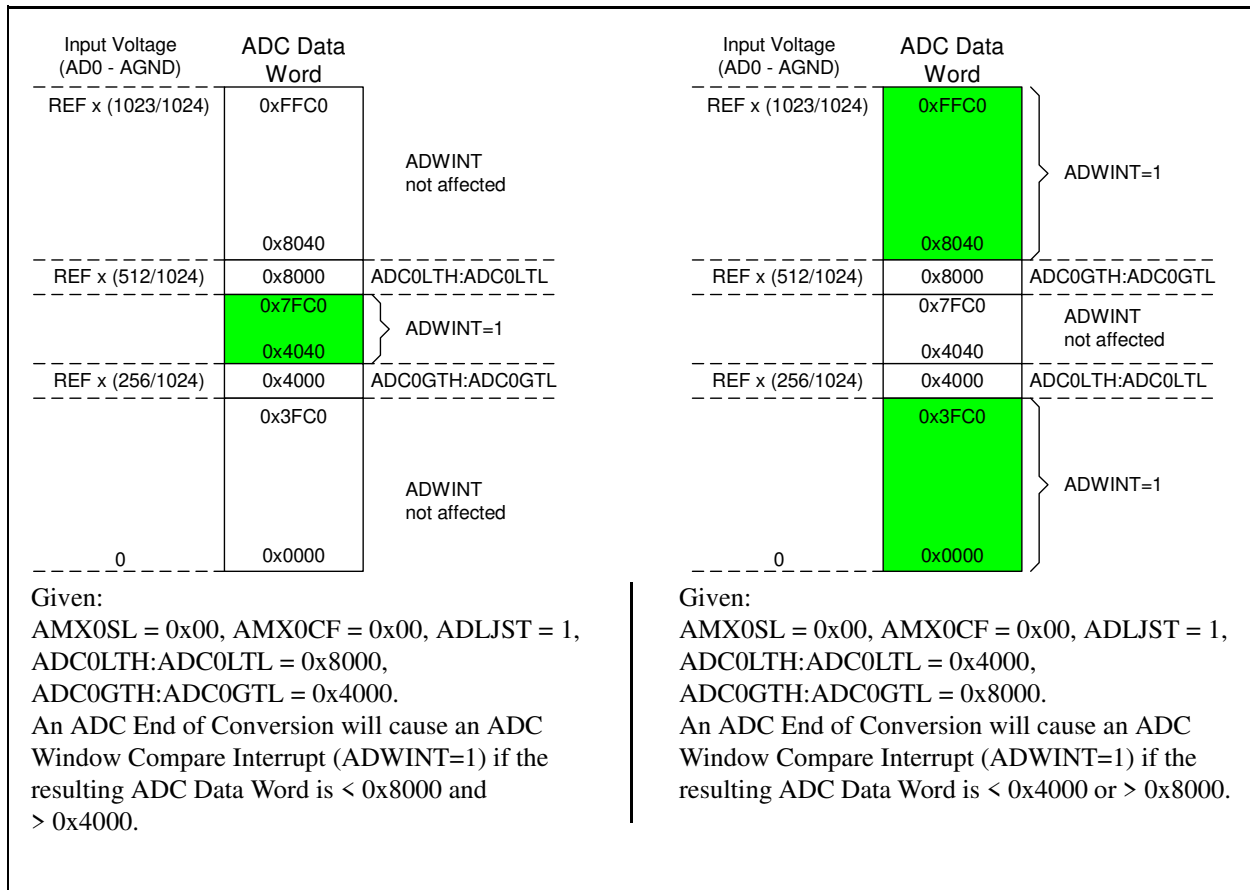 Input Voltage
(AD0 - AGND)
ADC Data
Word
REF x (1023/1024)
0xFFC0
ADWINT
not affected
0x8040
REF x (512/1024)
0x8000
ADC0LTH:ADC0LTL
0x7FC0
ADWINT=1
0x4040
REF x (256/1024)
0x4000
ADC0GTH:ADC0GTL
0x3FC0
ADWINT
not affected
0
0x0000
Given:
AMX0SL = 0x00, AMX0CF = 0x00, ADLJST = 1,
ADC0LTH:ADC0LTL = 0x8000,
ADC0GTH:ADC0GTL = 0x4000.
An ADC End of Conversion will cause an ADC
Window Compare Interrupt (ADWINT=1) if the
resulting ADC Data Word is < 0x8000 and
> 0x4000.
Input Voltage
(AD0 - AGND)
ADC Data
Word
REF x (1023/1024)
0xFFC0
ADWINT=1
0x8040
REF x (512/1024)
0x8000
ADC0GTH:ADC0GTL
0x7FC0
ADWINT
not affected
0x4040
REF x (256/1024)
0x4000
ADC0LTH:ADC0LTL
0x3FC0
ADWINT=1
0
0x0000
Given:
AMX0SL = 0x00, AMX0CF = 0x00, ADLJST = 1,
ADC0LTH:ADC0LTL = 0x4000,
ADC0GTH:ADC0GTL = 0x8000.
An ADC End of Conversion will cause an ADC
Window Compare Interrupt (ADWINT=1) if the
resulting ADC Data Word is < 0x4000 or > 0x8000.